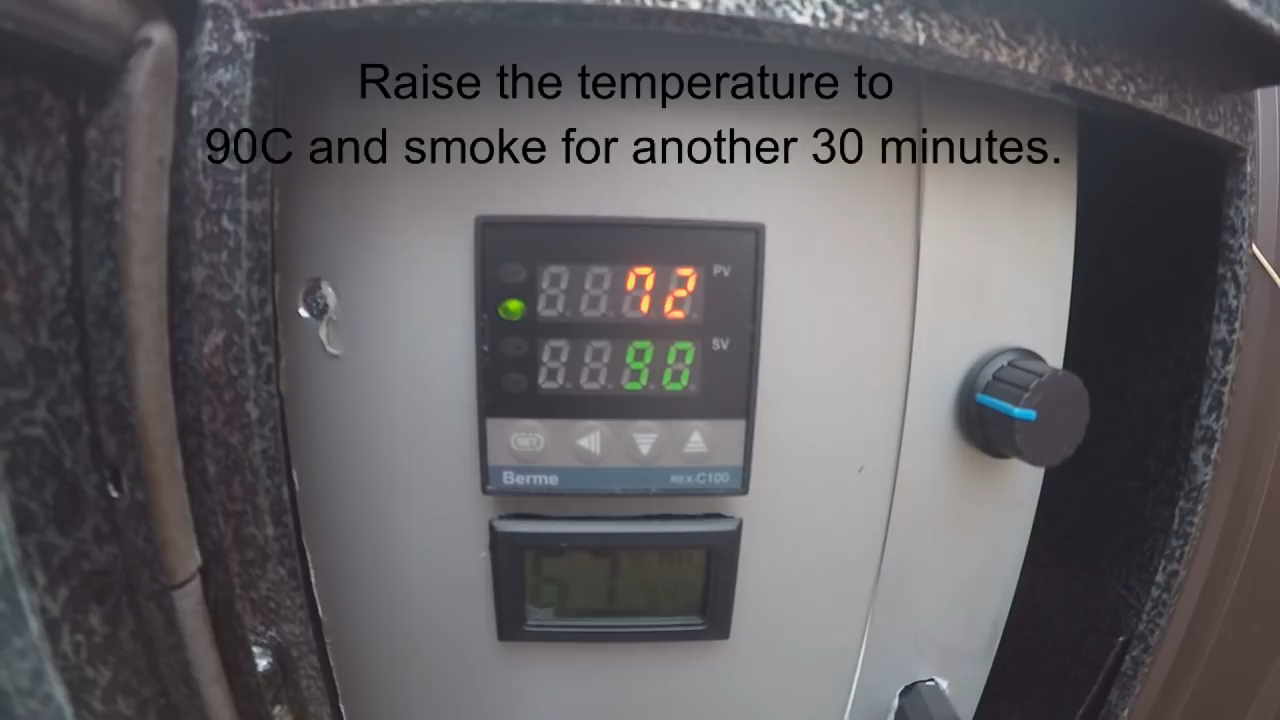 Raise the temperature to
90C and smoke for another 30 minutes.
72 PV
90 SV
SET
Berme REX-C100